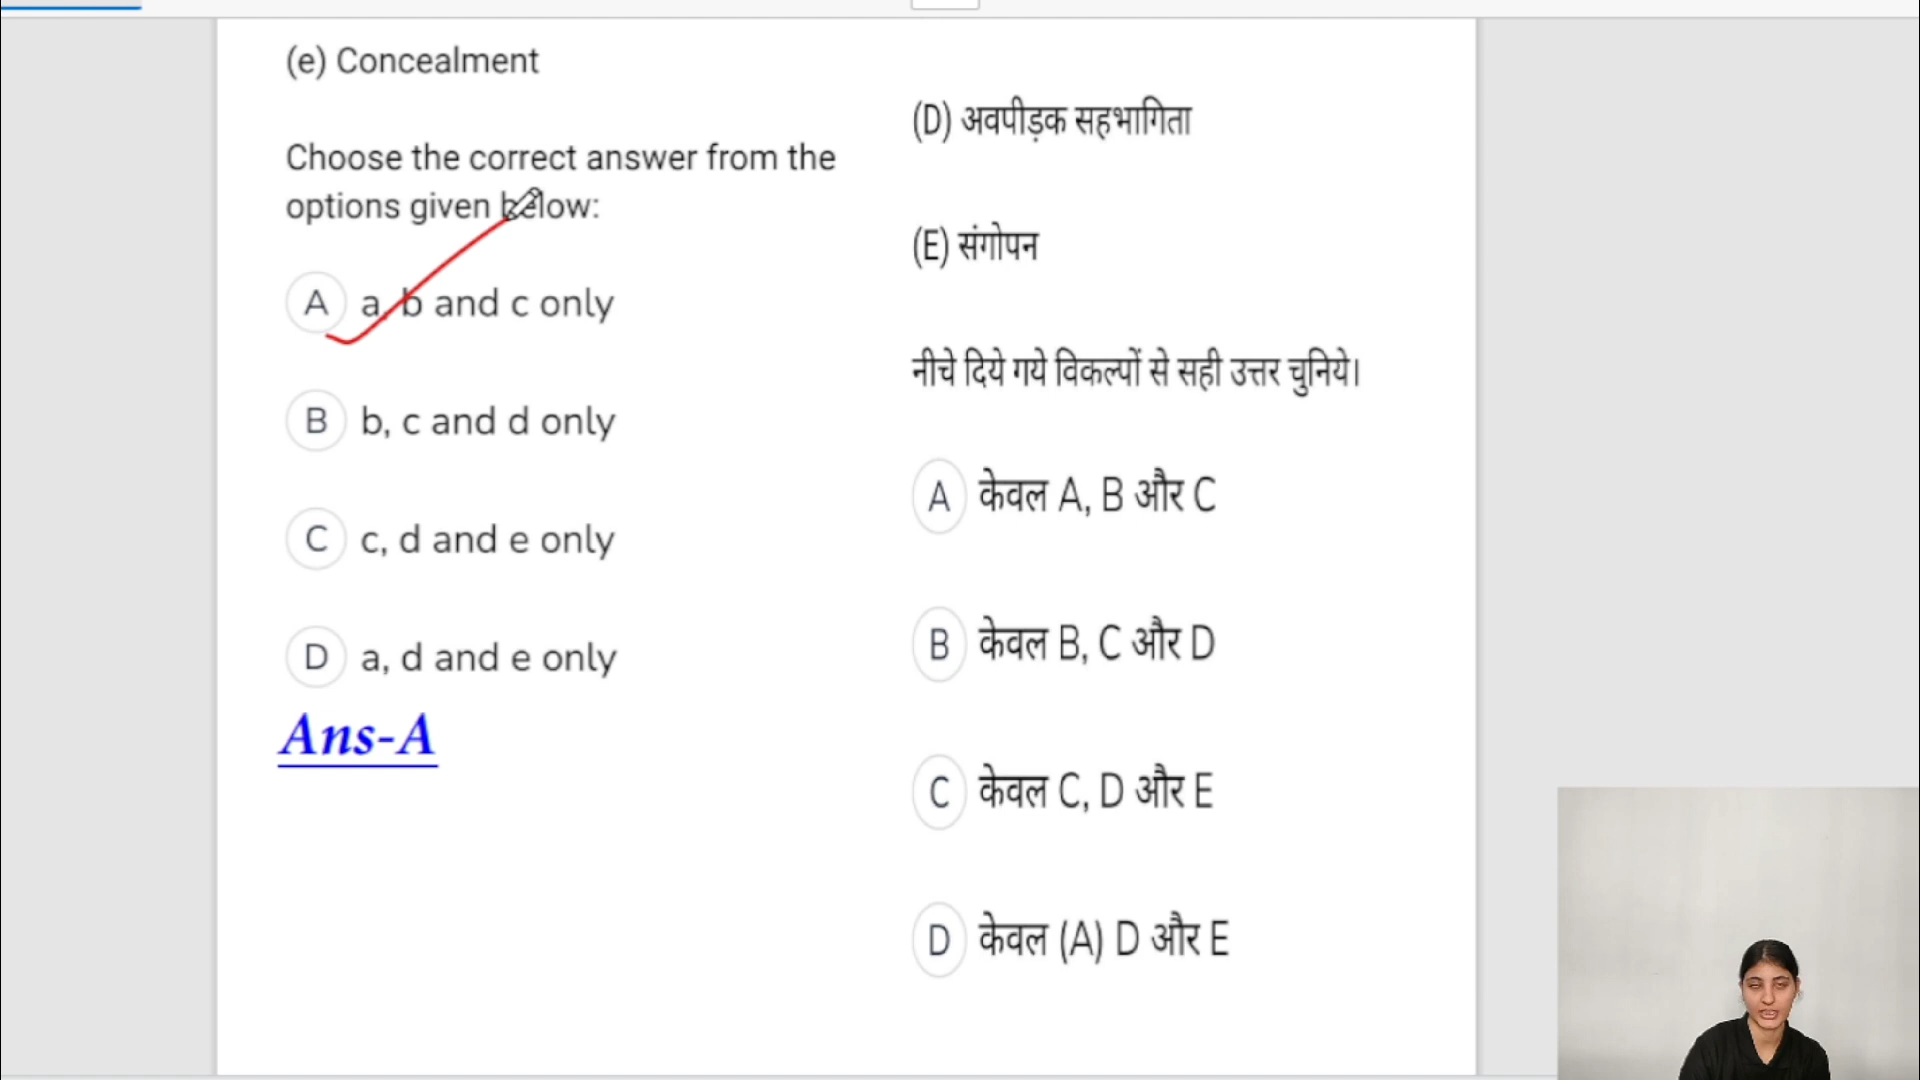 (e) Concealment
Choose the correct answer from the
options given below:
A a, b and c only
B b, c and d only
C c, d and e only
D a, d and e only
Ans-A
(D) अवपीड़क सहभागिता
(E) संगोपन
नीचे दिये गये विकल्पों से सही उत्तर चुनिये।
A केवल A, B और C
B केवल B, C और D
C केवल C, D और E
D केवल (A) D और E